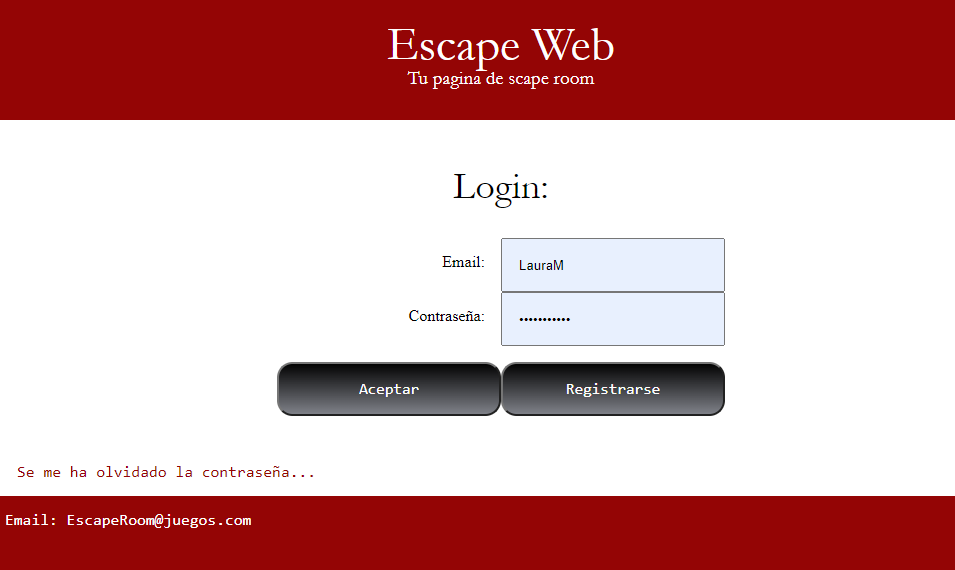 Escape Web
Tu pagina de scape room
Login:
Email: LauraM
Contraseña: •••••••••••
Aceptar Registrarse
Se me ha olvidado la contraseña...
Email: EscapeRoom@juegos.com